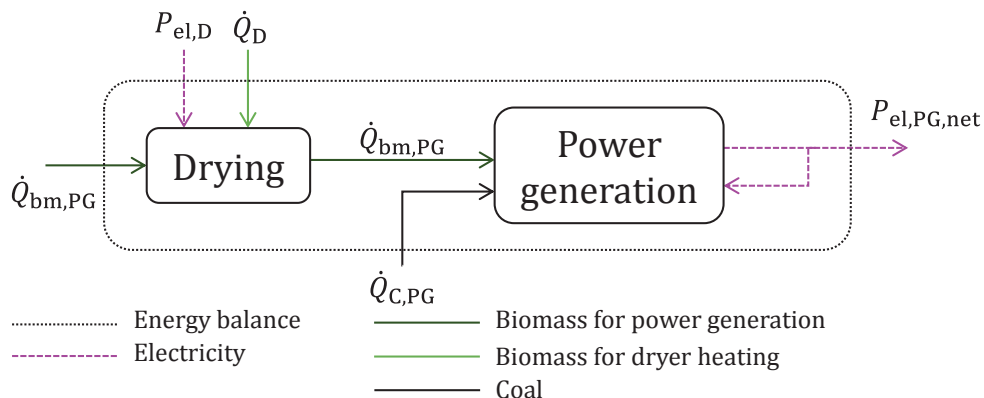 P_el,D Q̇_D
P_el,PG,net
Drying
Q̇_bm,PG
Power
generation
Q̇_bm,PG
Q̇_C,PG
Energy balance
Electricity
Biomass for power generation
Biomass for dryer heating
Coal